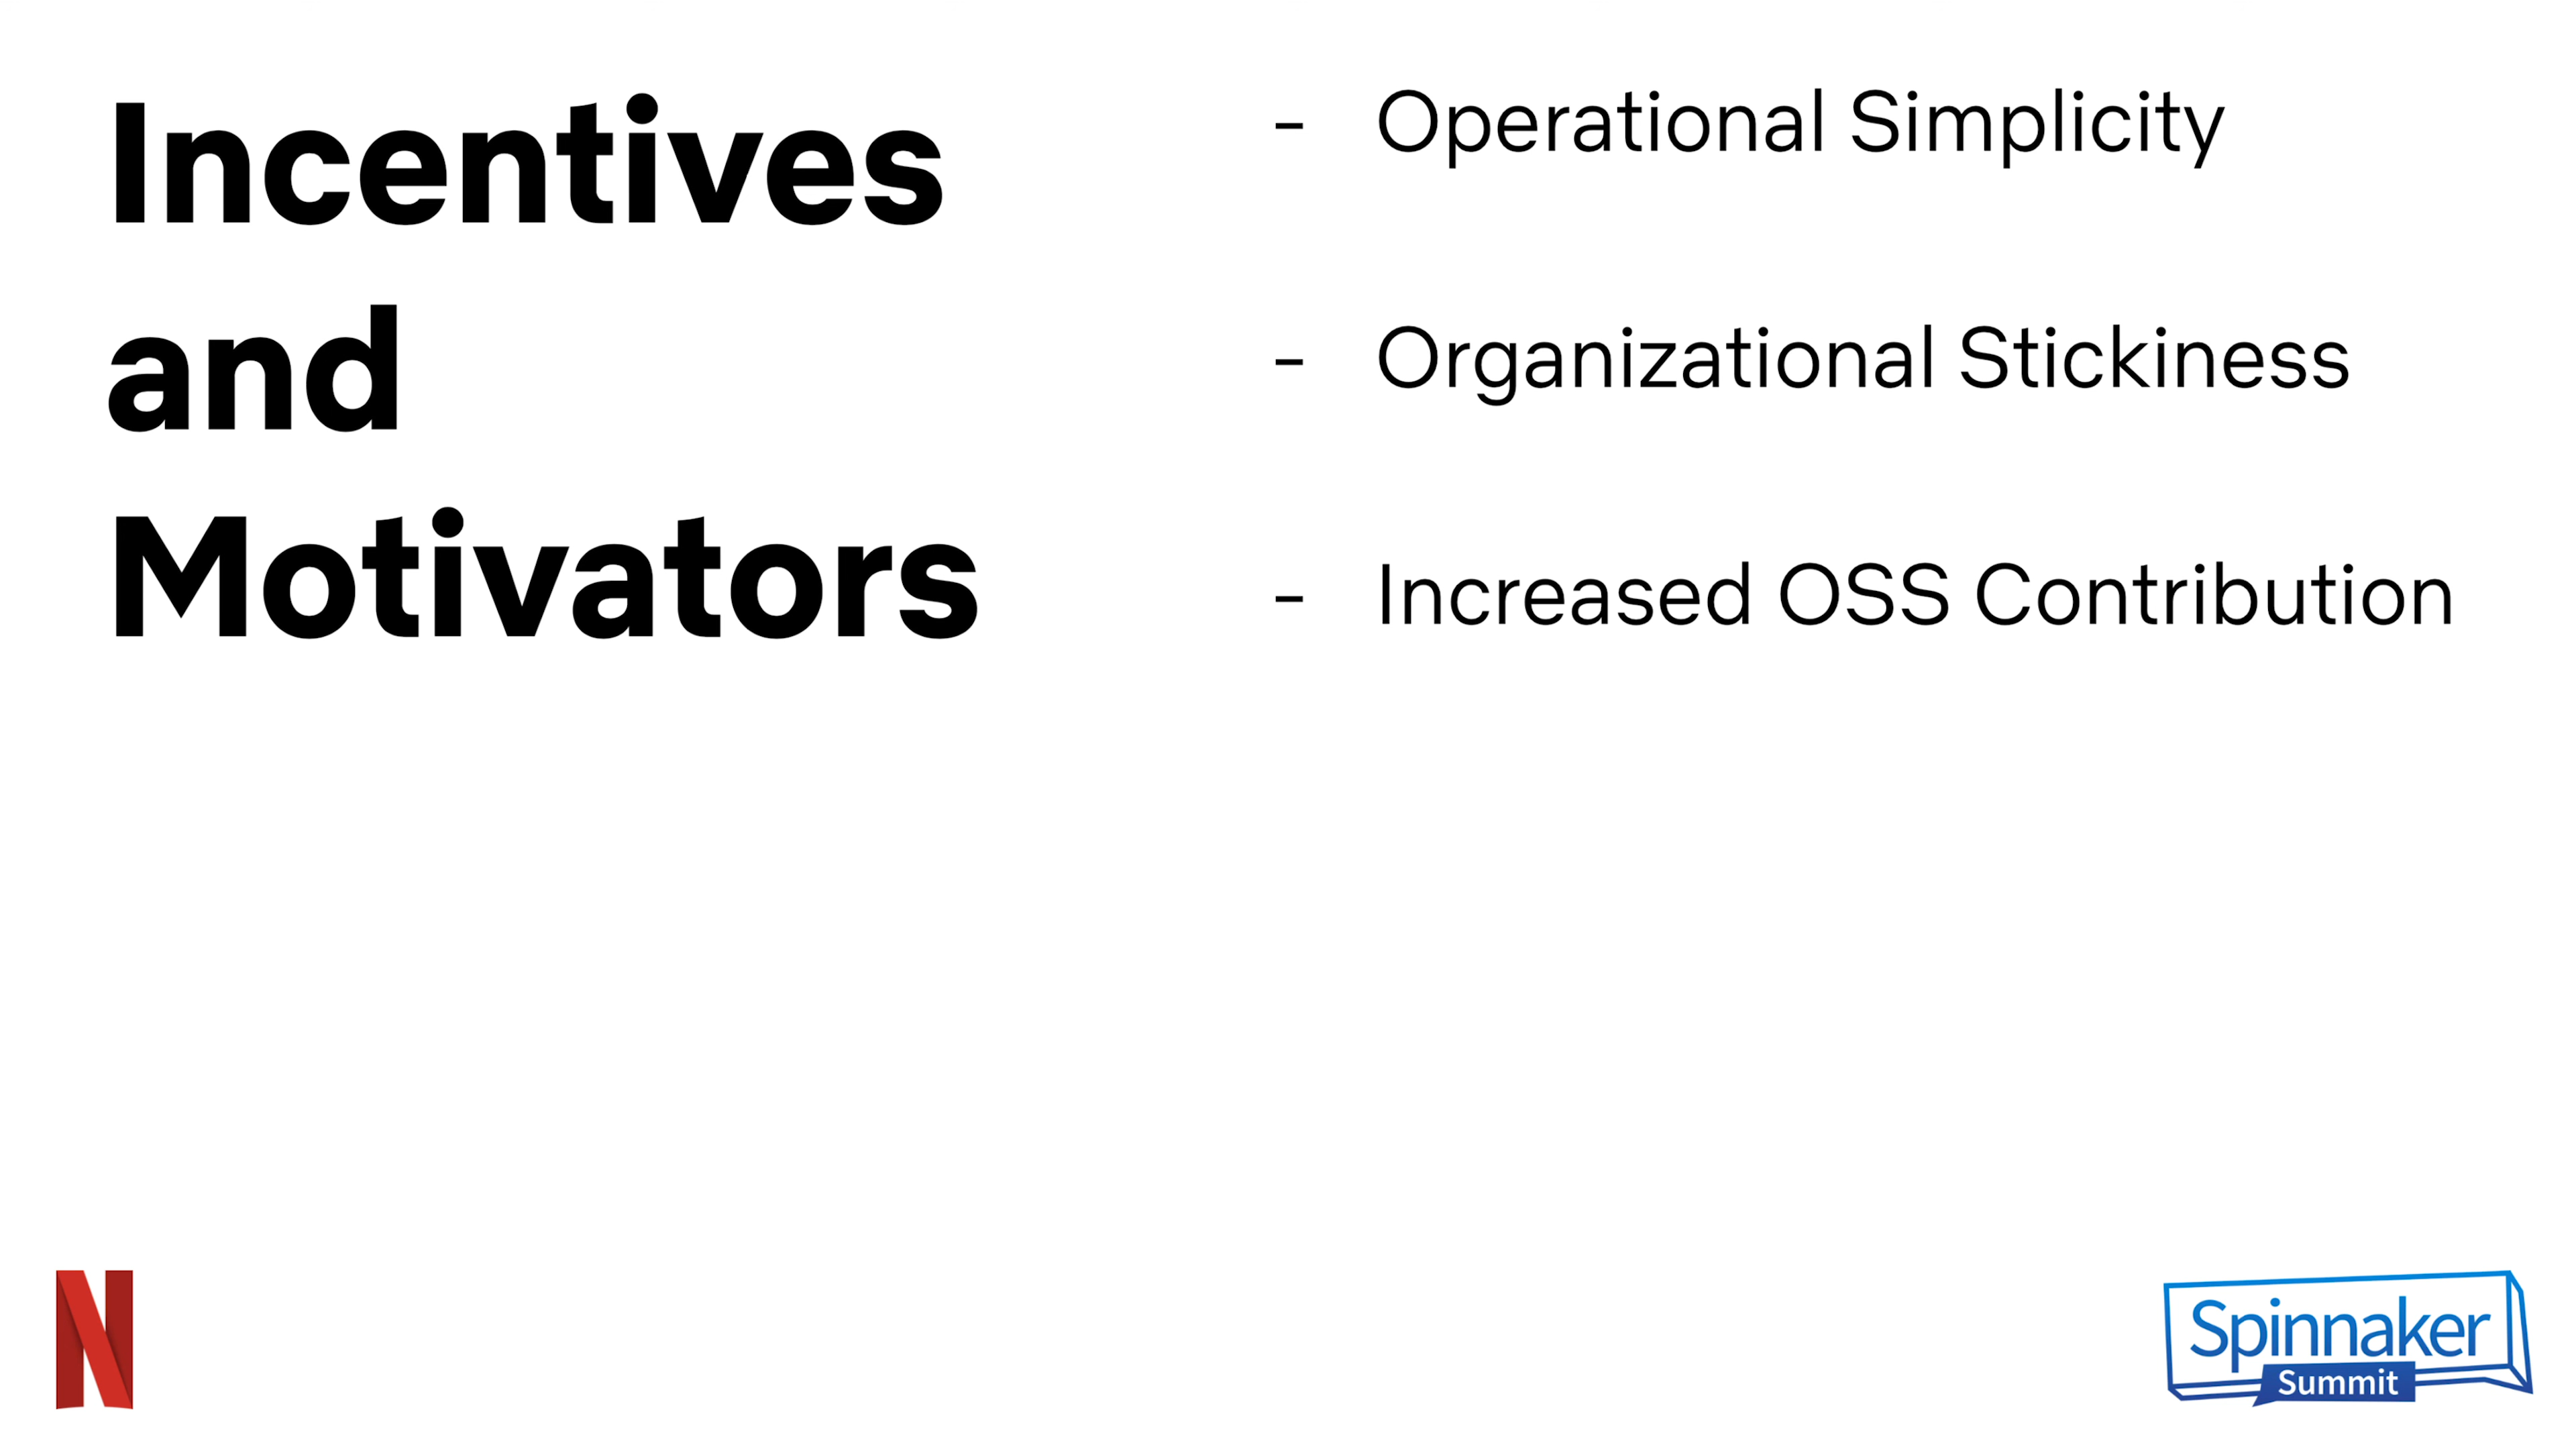 Incentives
and
Motivators
- Operational Simplicity
- Organizational Stickiness
- Increased OSS Contribution
N
Spinnaker
Summit